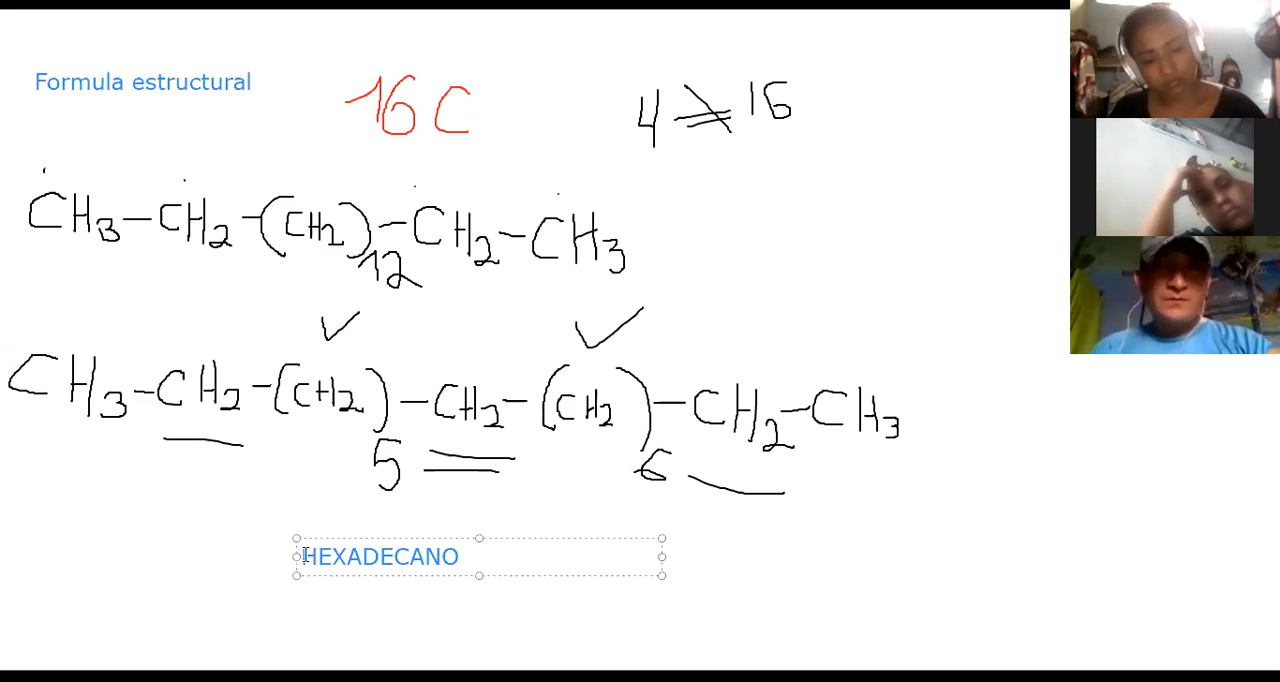 Formula estructural
16 C
4 ≠ 16
CH3-CH2-(CH2)12-CH2-CH3
CH3-CH2-(CH2)5-CH2-(CH2)6-CH2-CH3
HEXADECANO